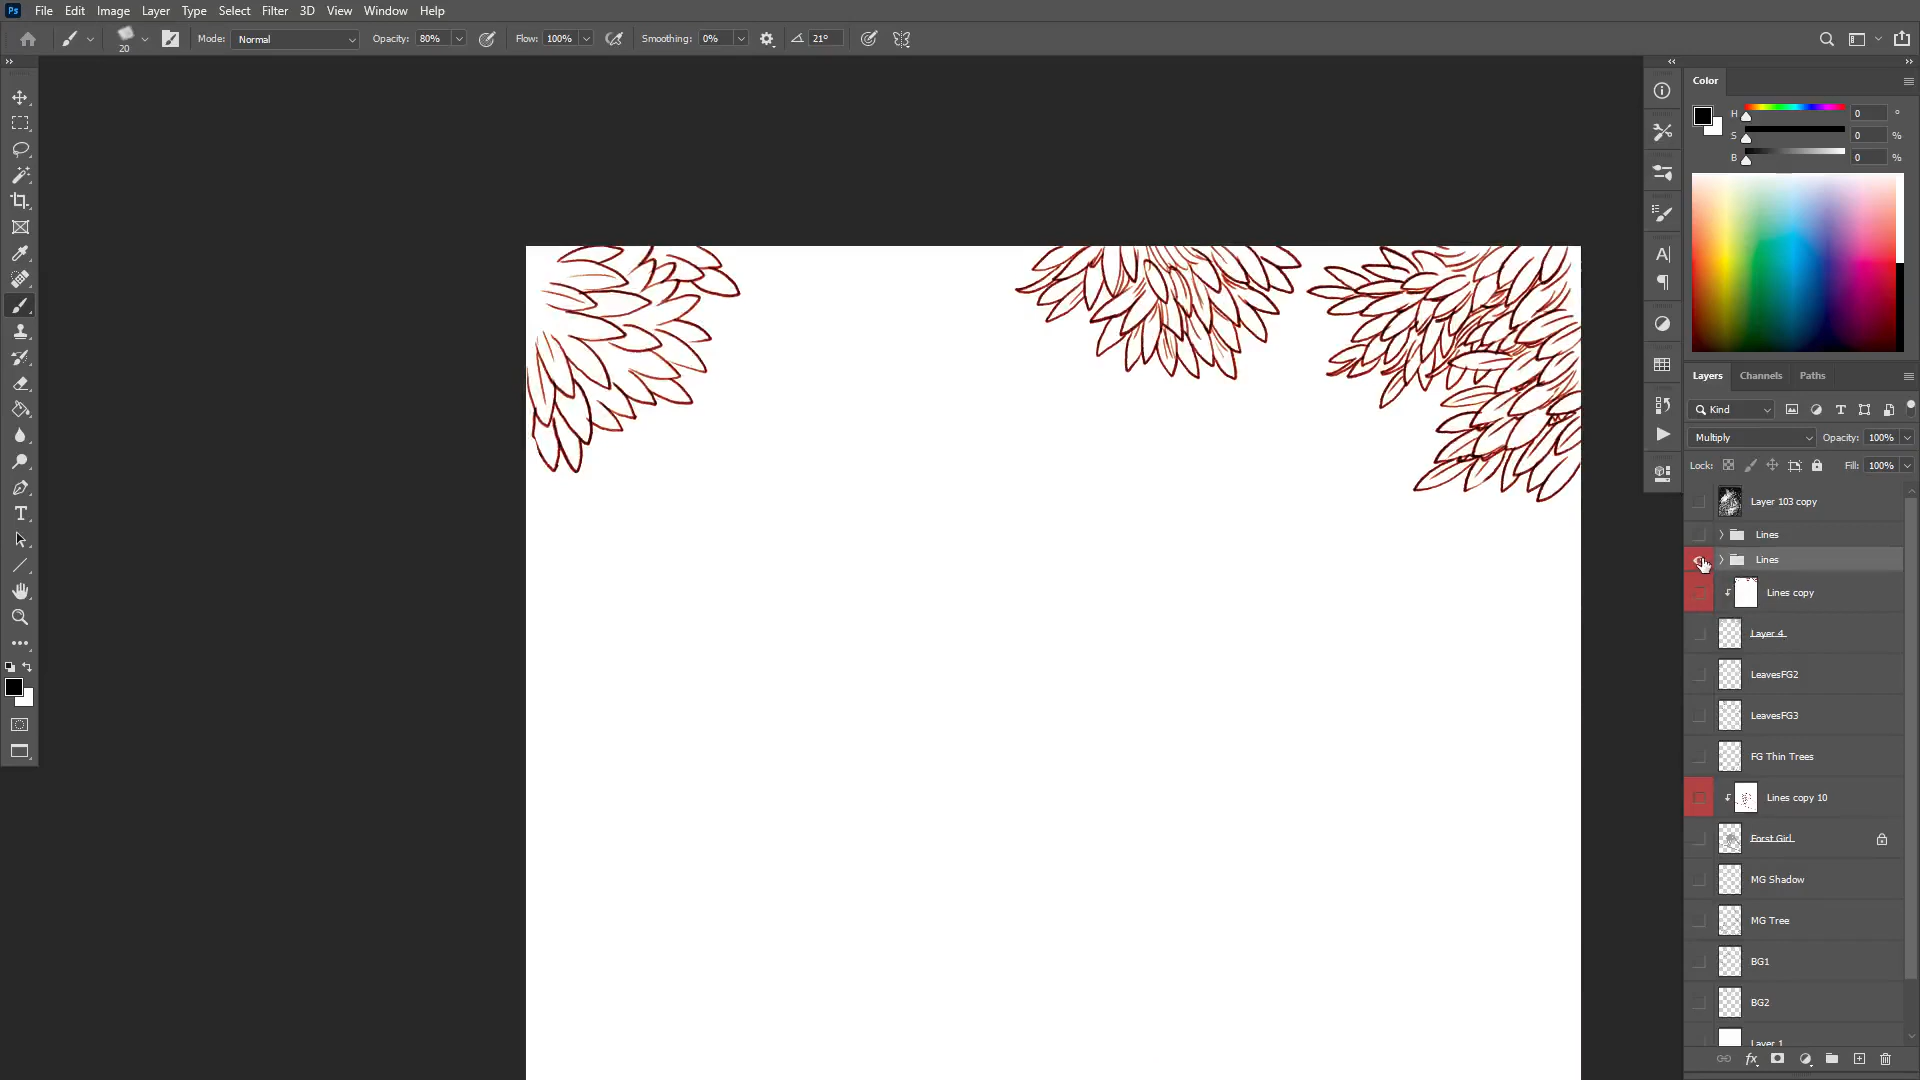 Ps File Edit Image Layer Type Select Filter 3D View Window Help
20 Mode: Normal Opacity: 80% Flow: 100% Smoothing: 0% 21°
Color
H 0 °
S 0 %
B 0 %
Layers Channels Paths
Kind
Multiply Opacity: 100%
Lock: Fill: 100%
Layer 103 copy
Lines
Lines
Lines copy
Layer 4
LeavesFG2
LeavesFG3
FG Thin Trees
Lines copy 10
Forst Girl
MG Shadow
MG Tree
BG1
BG2
Layer 1
fx